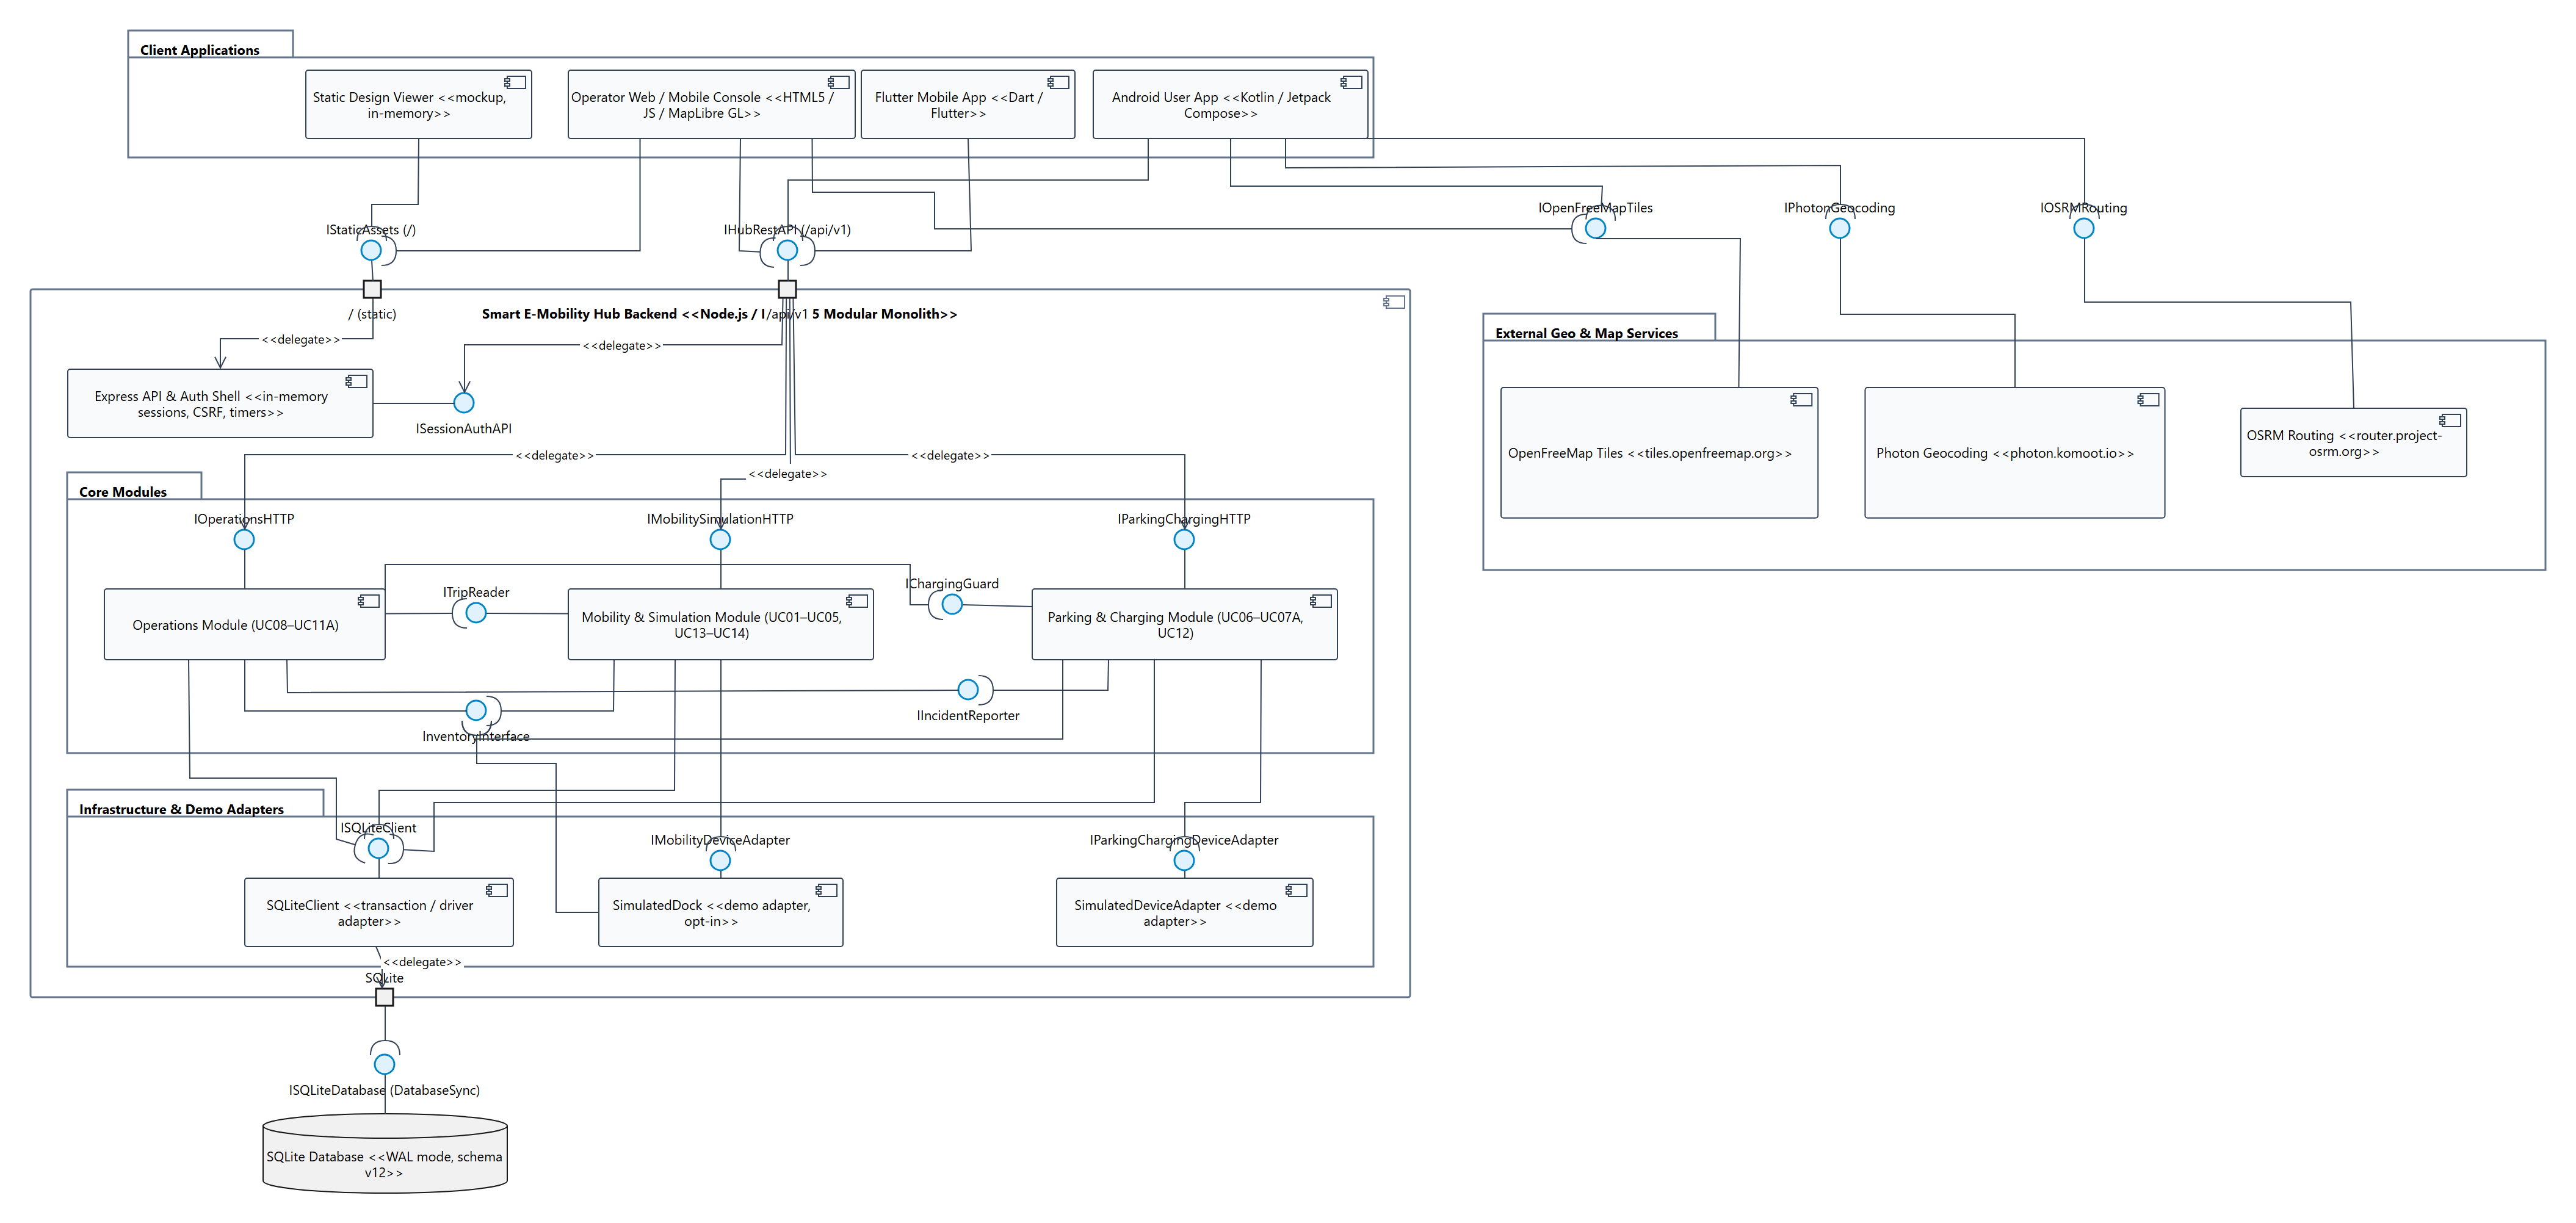 Client Applications
Static Design Viewer <<mockup,
in-memory>>
Operator Web / Mobile Console <<HTML5 /
JS / MapLibre GL>>
Flutter Mobile App <<Dart /
Flutter>>
Android User App <<Kotlin / Jetpack
Compose>>
IStaticAssets (/)
IHubRestAPI (/api/v1)
IOpenFreeMapTiles
IPhotonGeocoding
IOSRMRouting
/ (static)
Smart E-Mobility Hub Backend <<Node.js /
/api/v1
5 Modular Monolith>>
<<delegate>>
<<delegate>>
External Geo & Map Services
Express API & Auth Shell <<in-memory
sessions, CSRF, timers>>
ISessionAuthAPI
OpenFreeMap Tiles <<tiles.openfreemap.org>>
Photon Geocoding <<photon.komoot.io>>
OSRM Routing <<router.project-
osrm.org>>
<<delegate>>
<<delegate>>
<<delegate>>
Core Modules
IOperationsHTTP
IMobilitySimulationHTTP
IParkingChargingHTTP
ITripReader
IChargingGuard
Operations Module (UC08–UC11A)
Mobility & Simulation Module (UC01–UC05,
UC13–UC14)
Parking & Charging Module (UC06–UC07A,
UC12)
IIncidentReporter
InventoryInterface
Infrastructure & Demo Adapters
ISQLiteClient
IMobilityDeviceAdapter
IParkingChargingDeviceAdapter
SQLiteClient <<transaction / driver
adapter>>
SimulatedDock <<demo adapter,
opt-in>>
SimulatedDeviceAdapter <<demo
adapter>>
<<delegate>>
SQLite
ISQLiteDatabase (DatabaseSync)
SQLite Database <<WAL mode, schema
v12>>